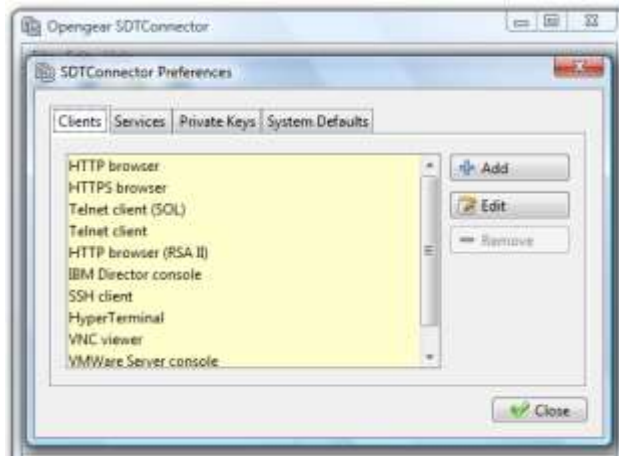 Opengear SDTConnector
SDTConnector Preferences
Clients Services Private Keys System Defaults
HTTP browser
HTTPS browser
Telnet client (SOL)
Telnet client
HTTP browser (RSA II)
IBM Director console
SSH client
HyperTerminal
VNC viewer
VMWare Server console
Add
Edit
Remove
Close